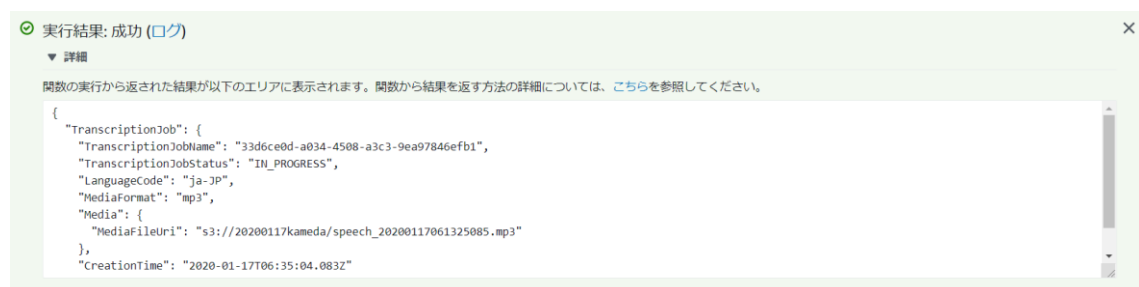 実行結果: 成功 (ログ)
▼ 詳細
関数の実行から返された結果が以下のエリアに表示されます。関数から結果を返す方法の詳細については、こちらを参照してください。
{
  "TranscriptionJob": {
    "TranscriptionJobName": "33d6ce0d-a034-4508-a3c3-9ea97846efb1",
    "TranscriptionJobStatus": "IN_PROGRESS",
    "LanguageCode": "ja-JP",
    "MediaFormat": "mp3",
    "Media": {
      "MediaFileUri": "s3://20200117kameda/speech_20200117061325085.mp3"
    },
    "CreationTime": "2020-01-17T06:35:04.083Z"